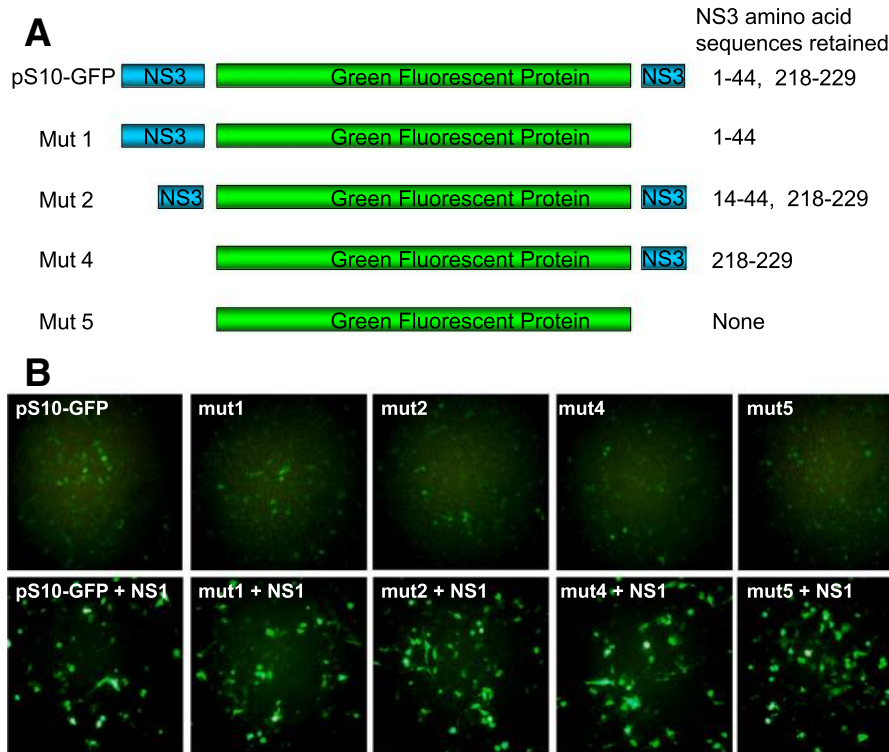 A
NS3 amino acid
sequences retained
pS10-GFP NS3 Green Fluorescent Protein NS3 1-44, 218-229
Mut 1 NS3 Green Fluorescent Protein 1-44
Mut 2 NS3 Green Fluorescent Protein NS3 14-44, 218-229
Mut 4 Green Fluorescent Protein NS3 218-229
Mut 5 Green Fluorescent Protein None
B
pS10-GFP mut1 mut2 mut4 mut5
pS10-GFP + NS1 mut1 + NS1 mut2 + NS1 mut4 + NS1 mut5 + NS1